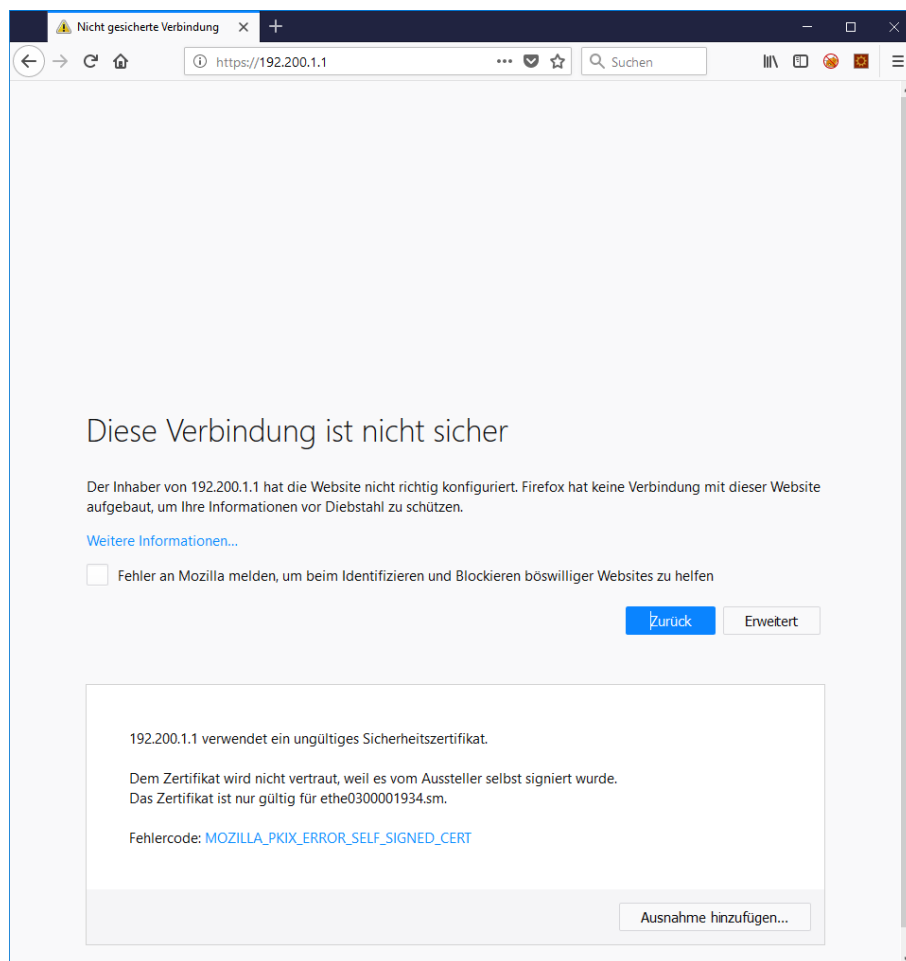 Nicht gesicherte Verbindung
https://192.200.1.1
Suchen
Diese Verbindung ist nicht sicher
Der Inhaber von 192.200.1.1 hat die Website nicht richtig konfiguriert. Firefox hat keine Verbindung mit dieser Website
aufgebaut, um Ihre Informationen vor Diebstahl zu schützen.
Weitere Informationen...
Fehler an Mozilla melden, um beim Identifizieren und Blockieren böswilliger Websites zu helfen
Zurück
Erweitert
192.200.1.1 verwendet ein ungültiges Sicherheitszertifikat.
Dem Zertifikat wird nicht vertraut, weil es vom Aussteller selbst signiert wurde.
Das Zertifikat ist nur gültig für ethe0300001934.sm.
Fehlercode: MOZILLA_PKIX_ERROR_SELF_SIGNED_CERT
Ausnahme hinzufügen...